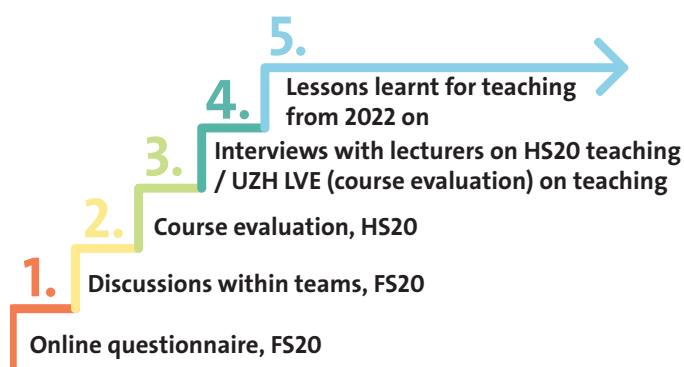 5.
Lessons learnt for teaching
from 2022 on
4.
Interviews with lecturers on HS20 teaching
/ UZH LVE (course evaluation) on teaching
3.
Course evaluation, HS20
2.
Discussions within teams, FS20
1.
Online questionnaire, FS20